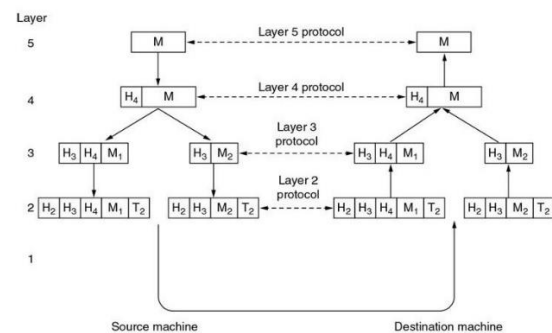 Layer
5 M Layer 5 protocol M
4 H4 M Layer 4 protocol H4 M
3 H3 H4 M1 H3 M2 Layer 3 protocol H3 H4 M1 H3 M2
2 H2 H3 H4 M1 T2 H2 H3 M2 T2 Layer 2 protocol H2 H3 H4 M1 T2 H2 H3 M2 T2
1
Source machine Destination machine